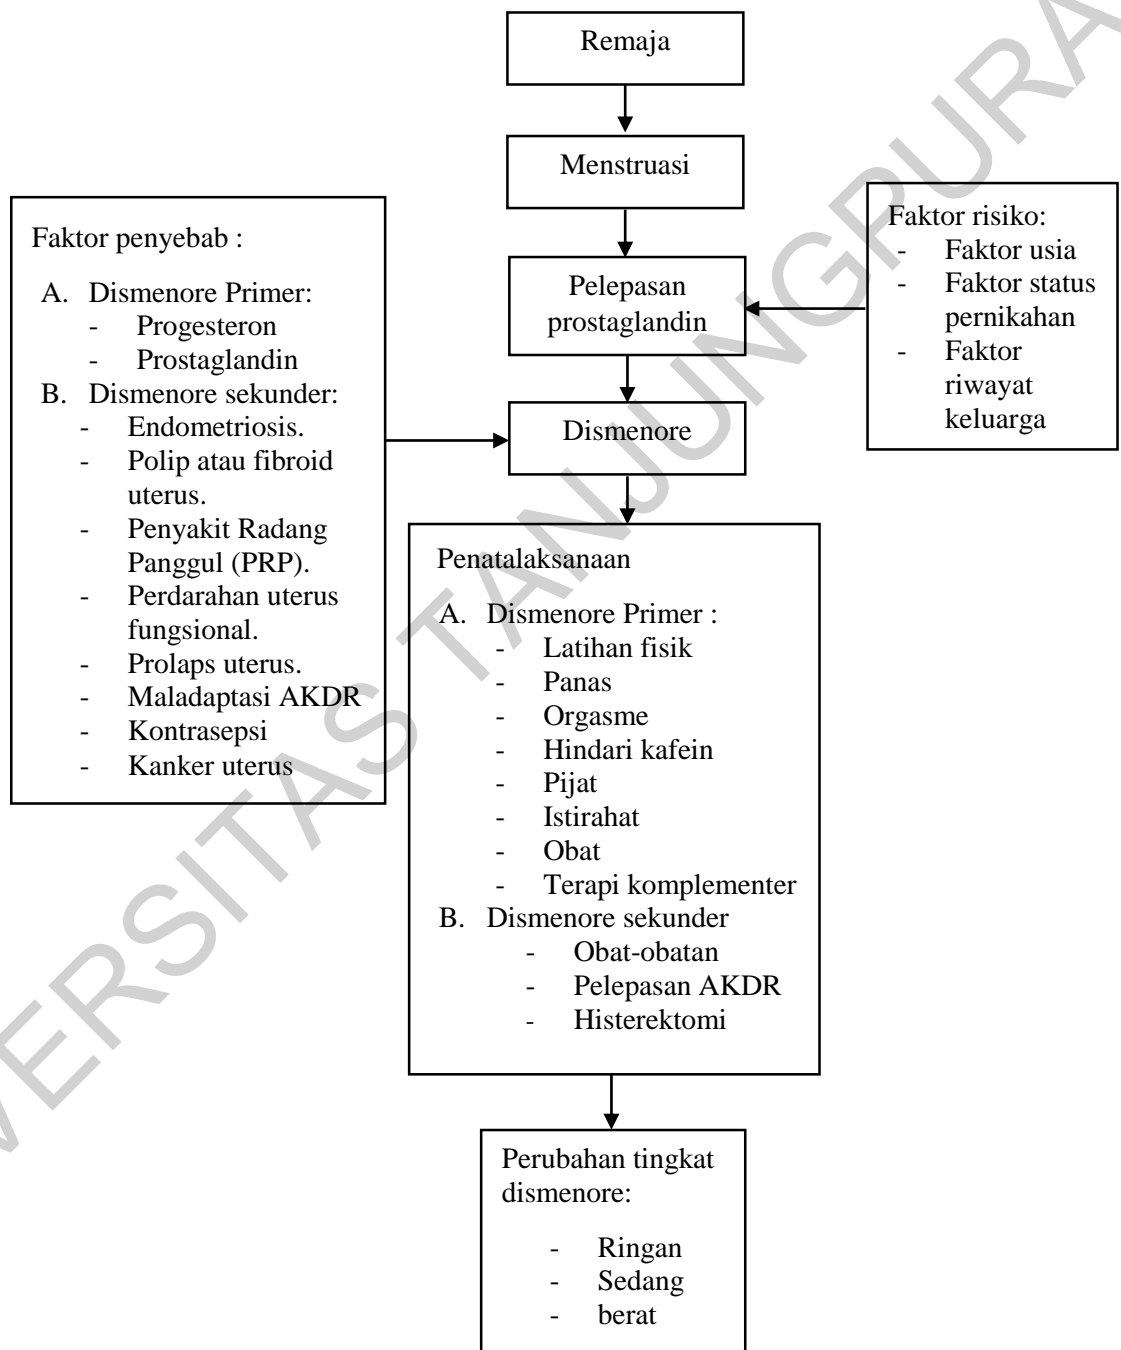 Remaja
Menstruasi
Faktor penyebab :
A. Dismenore Primer:
- Progesteron
- Prostaglandin
B. Dismenore sekunder:
- Endometriosis.
- Polip atau fibroid
uterus.
- Penyakit Radang
Panggul (PRP).
- Perdarahan uterus
fungsional.
- Prolaps uterus.
- Maladaptasi AKDR
- Kontrasepsi
- Kanker uterus
Pelepasan
prostaglandin
Faktor risiko:
- Faktor usia
- Faktor status
pernikahan
- Faktor
riwayat
keluarga
Dismenore
Penatalaksanaan
A. Dismenore Primer :
- Latihan fisik
- Panas
- Orgasme
- Hindari kafein
- Pijat
- Istirahat
- Obat
- Terapi komplementer
B. Dismenore sekunder
- Obat-obatan
- Pelepasan AKDR
- Histerektomi
Perubahan tingkat
dismenore:
- Ringan
- Sedang
- berat
VERSITAS TANJUNGPURA